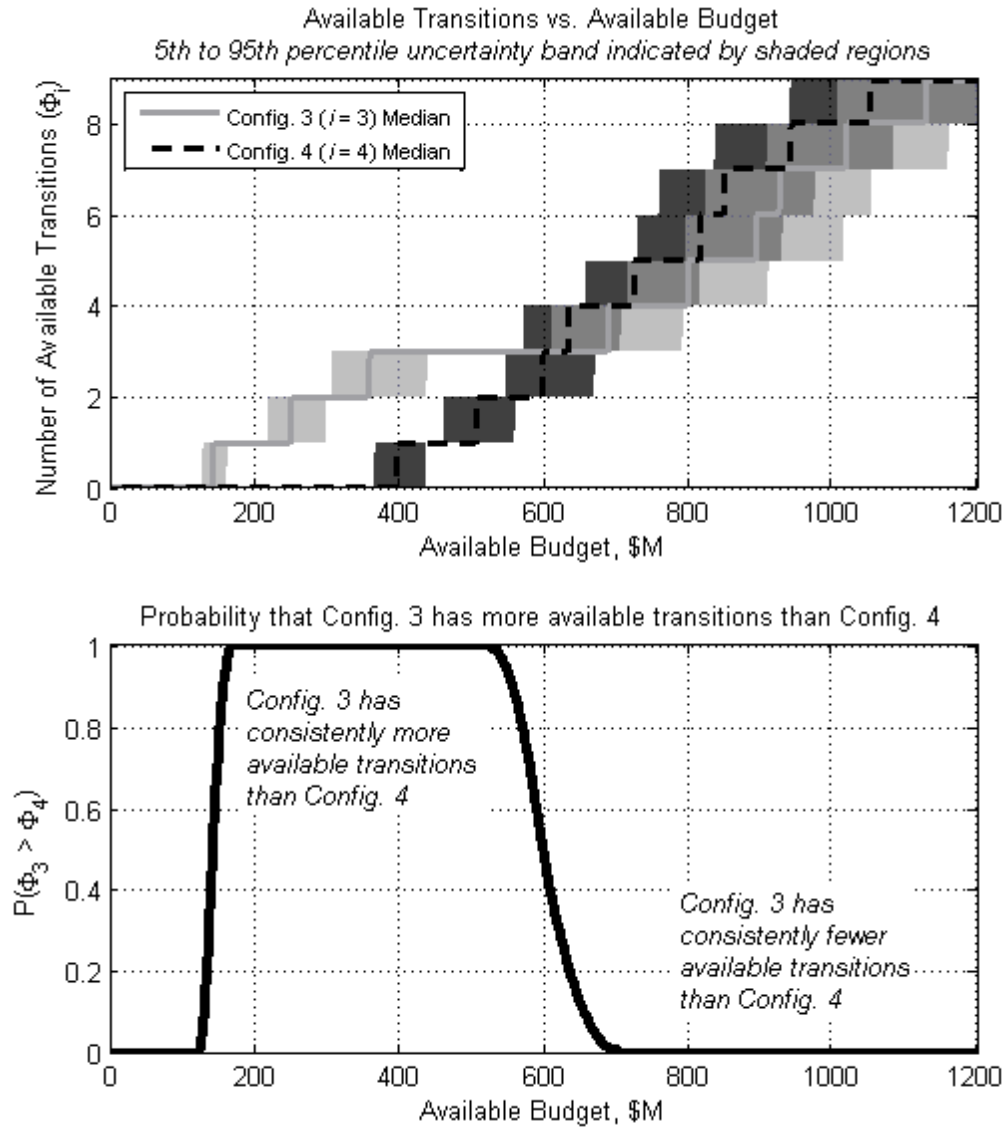 Available Transitions vs. Available Budget
5th to 95th percentile uncertainty band indicated by shaded regions
Number of Available Transitions (Φi)
8
6
4
2
0
Config. 3 (i = 3) Median
Config. 4 (i = 4) Median
0 200 400 600 800 1000 1200
Available Budget, $M
Probability that Config. 3 has more available transitions than Config. 4
P(Φ3 > Φ4)
1
0.8
0.6
0.4
0.2
0
Config. 3 has
consistently more
available transitions
than Config. 4
Config. 3 has
consistently fewer
available transitions
than Config. 4
0 200 400 600 800 1000 1200
Available Budget, $M